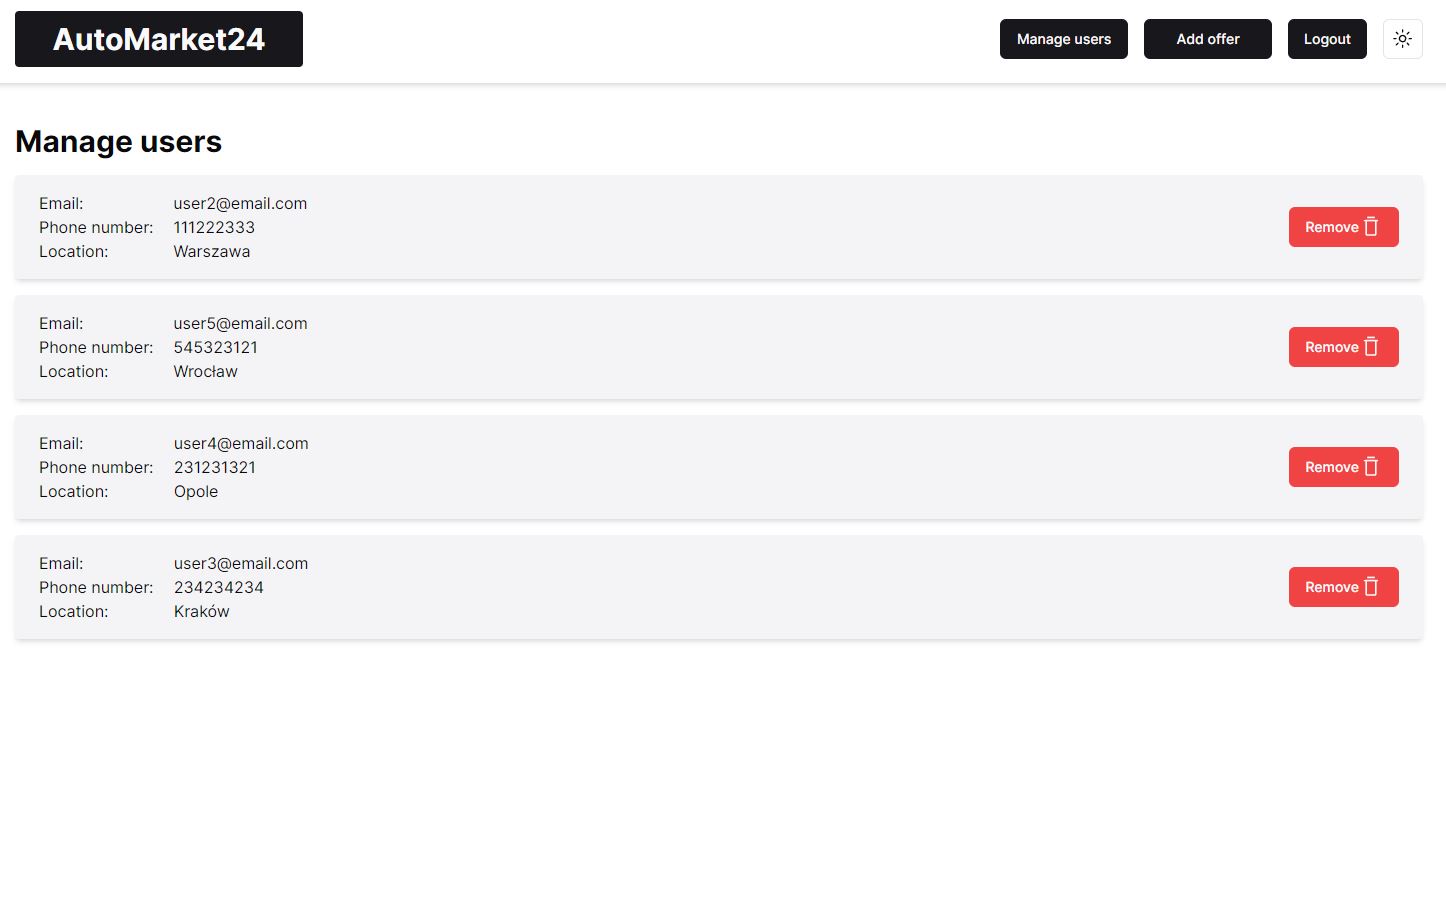 AutoMarket24
Manage users
Add offer
Logout
Manage users
Email: user2@email.com
Phone number: 111222333
Location: Warszawa
Remove
Email: user5@email.com
Phone number: 545323121
Location: Wrocław
Remove
Email: user4@email.com
Phone number: 231231321
Location: Opole
Remove
Email: user3@email.com
Phone number: 234234234
Location: Kraków
Remove